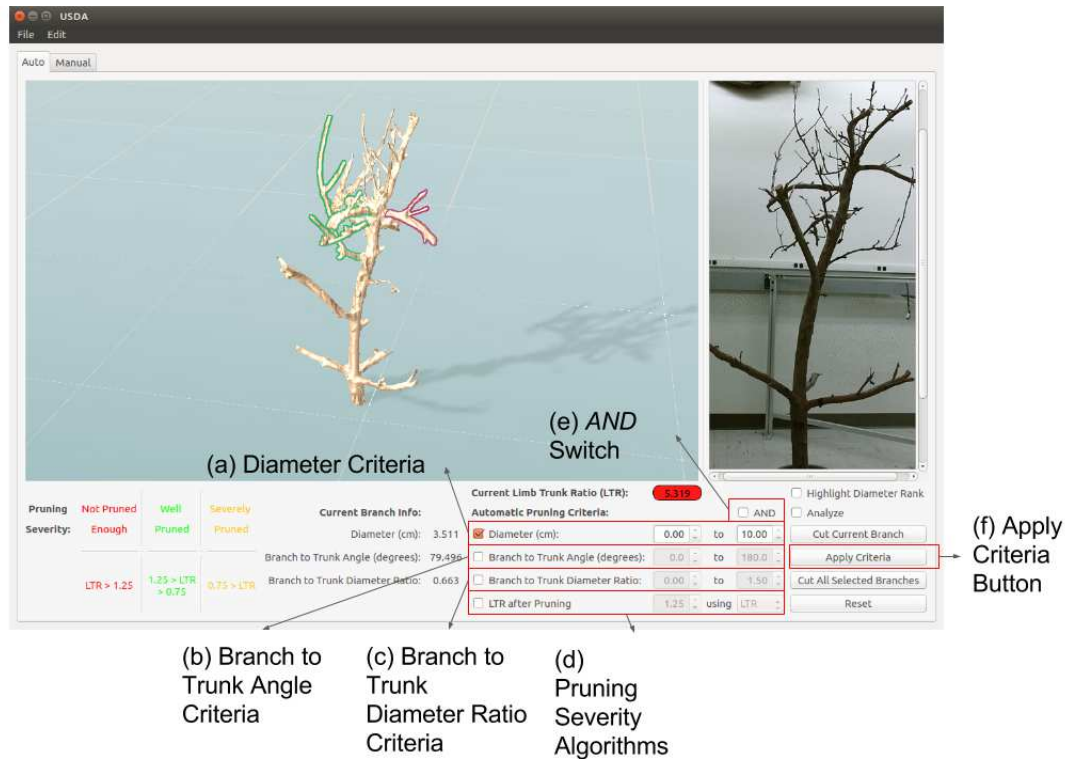 USDA
File Edit
Auto Manual
(e) AND
Switch
(a) Diameter Criteria
Current Limb Trunk Ratio (LTR): 5.319
Highlight Diameter Rank
Pruning Not Pruned Well Severely
Severity: Enough Pruned Pruned
Current Branch Info:
Automatic Pruning Criteria: AND
Analyze
Diameter (cm): 3.511
Diameter (cm): 0.00 to 10.00
Cut Current Branch
Branch to Trunk Angle (degrees): 79.496
Branch to Trunk Angle (degrees): 0.0 to 180.0
Apply Criteria
LTR > 1.25
1.25 > LTR
> 0.75
0.75 > LTR
Branch to Trunk Diameter Ratio: 0.663
Branch to Trunk Diameter Ratio: 0.00 to 1.50
Cut All Selected Branches
LTR after Pruning 1.25 using LTR
Reset
(f) Apply
Criteria
Button
(b) Branch to
Trunk Angle
Criteria
(c) Branch to
Trunk
Diameter Ratio
Criteria
(d)
Pruning
Severity
Algorithms